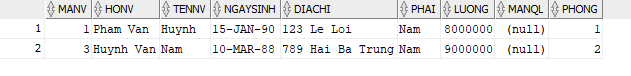 MANV HONV TENNV NGAYSINH DIACHI PHAI LUONG MANQL PHONG
1 1 Pham Van Huynh 15-JAN-90 123 Le Loi Nam 8000000 (null) 1
2 3 Huynh Van Nam 10-MAR-88 789 Hai Ba Trung Nam 9000000 (null) 2